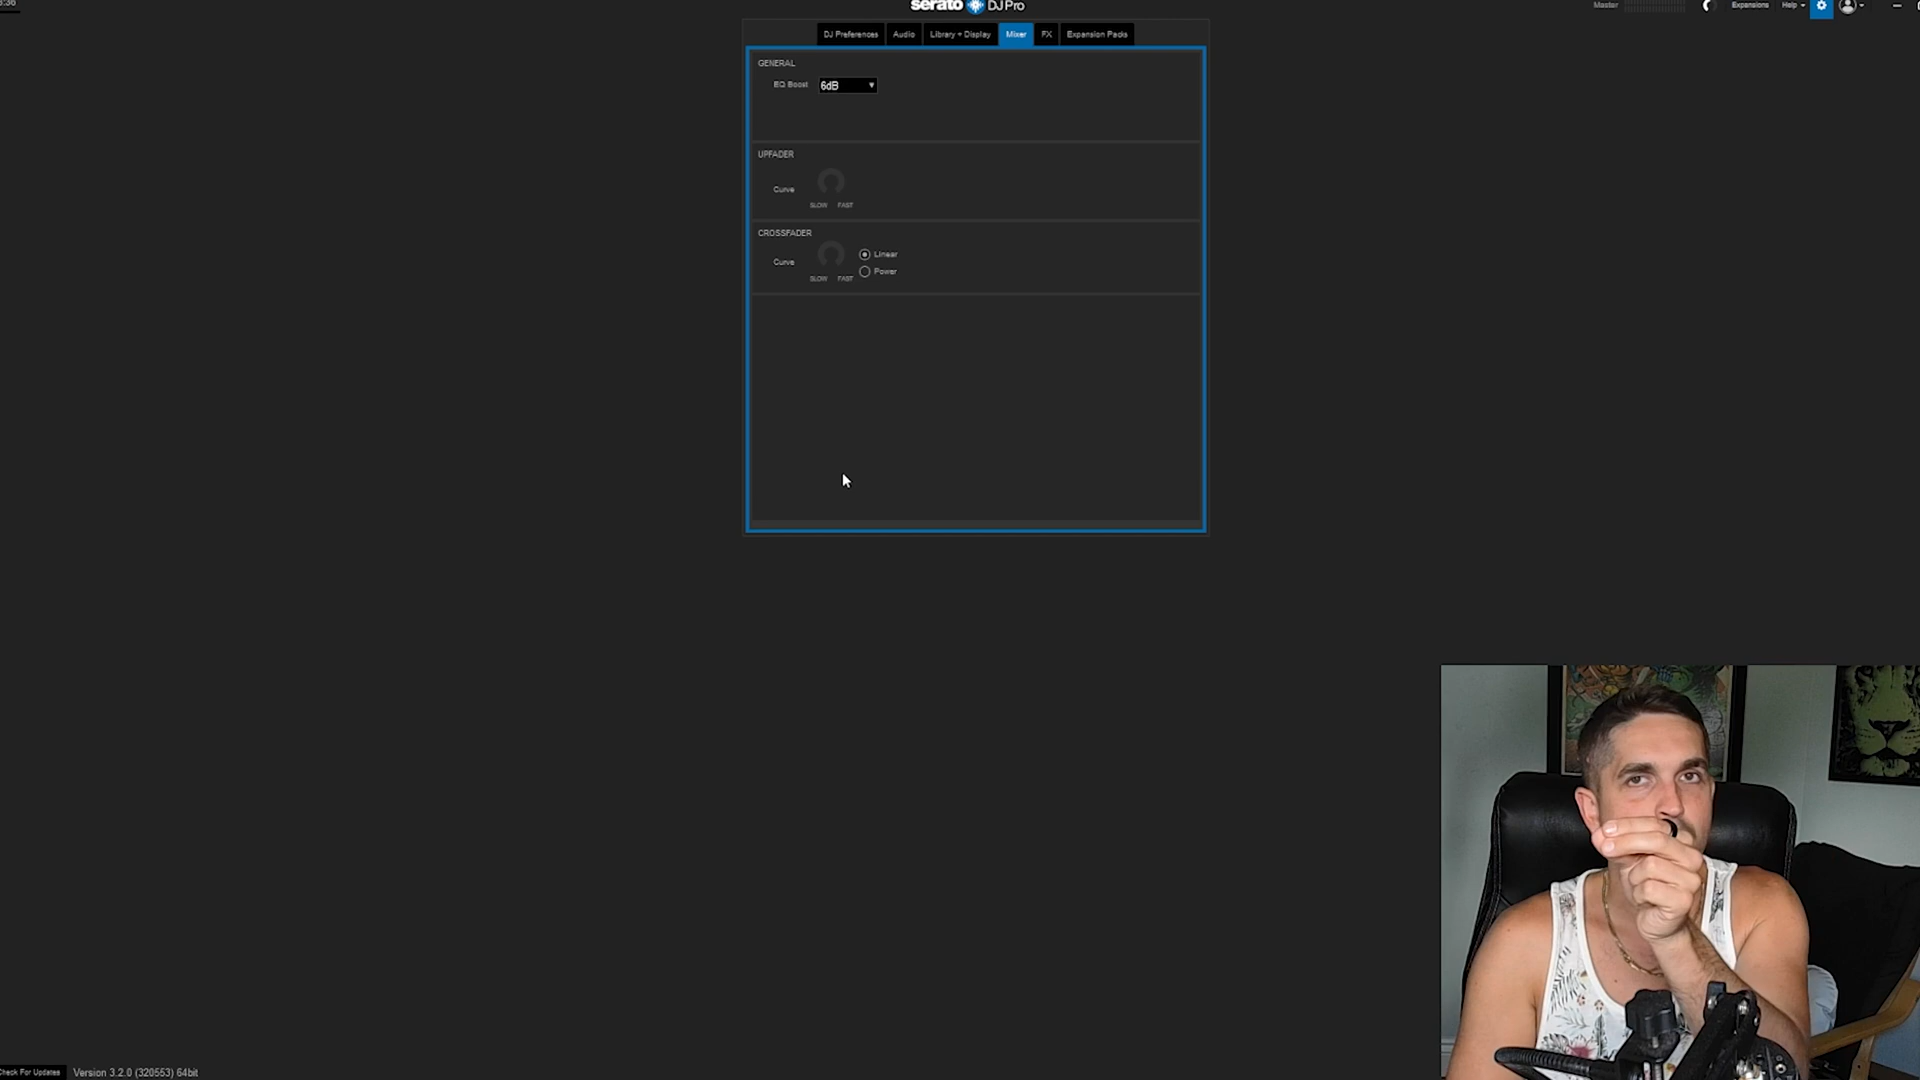 serato DJ Pro
Master
Expansions
Help
DJ Preferences
Audio
Library + Display
Mixer
FX
Expansion Packs
GENERAL
EQ Boost
6dB
UPFADER
Curve
SLOW FAST
CROSSFADER
Curve
Linear
Power
SLOW FAST
Check For Updates
Version 3.2.0 (320553) 64bit